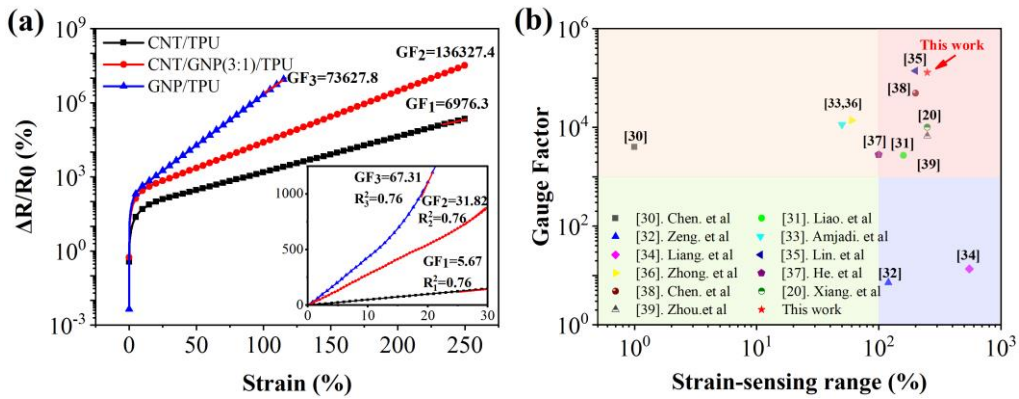 (a)
CNT/TPU
CNT/GNP(3:1)/TPU
GNP/TPU
GF2=136327.4
GF3=73627.8
GF1=6976.3
10^9
10^6
10^3
10^0
10^-3
ΔR/R0 (%)
0
50
100
150
200
250
Strain (%)
1000
500
0
0
10
20
30
GF3=67.31
R3^2=0.76
GF2=31.82
R2^2=0.76
GF1=5.67
R1^2=0.76
(b)
10^6
10^4
10^2
10^0
Gauge Factor
10^0
10^1
10^2
10^3
Strain-sensing range (%)
This work
[35]
[38]
[33,36]
[20]
[30]
[37]
[31]
[39]
[34]
[32]
[30]. Chen. et al
[31]. Liao. et al
[32]. Zeng. et al
[33]. Amjadi. et al
[34]. Liang. et al
[35]. Lin. et al
[36]. Zhong. et al
[37]. He. et al
[38]. Chen. et al
[20]. Xiang. et al
[39]. Zhou.et al
This work